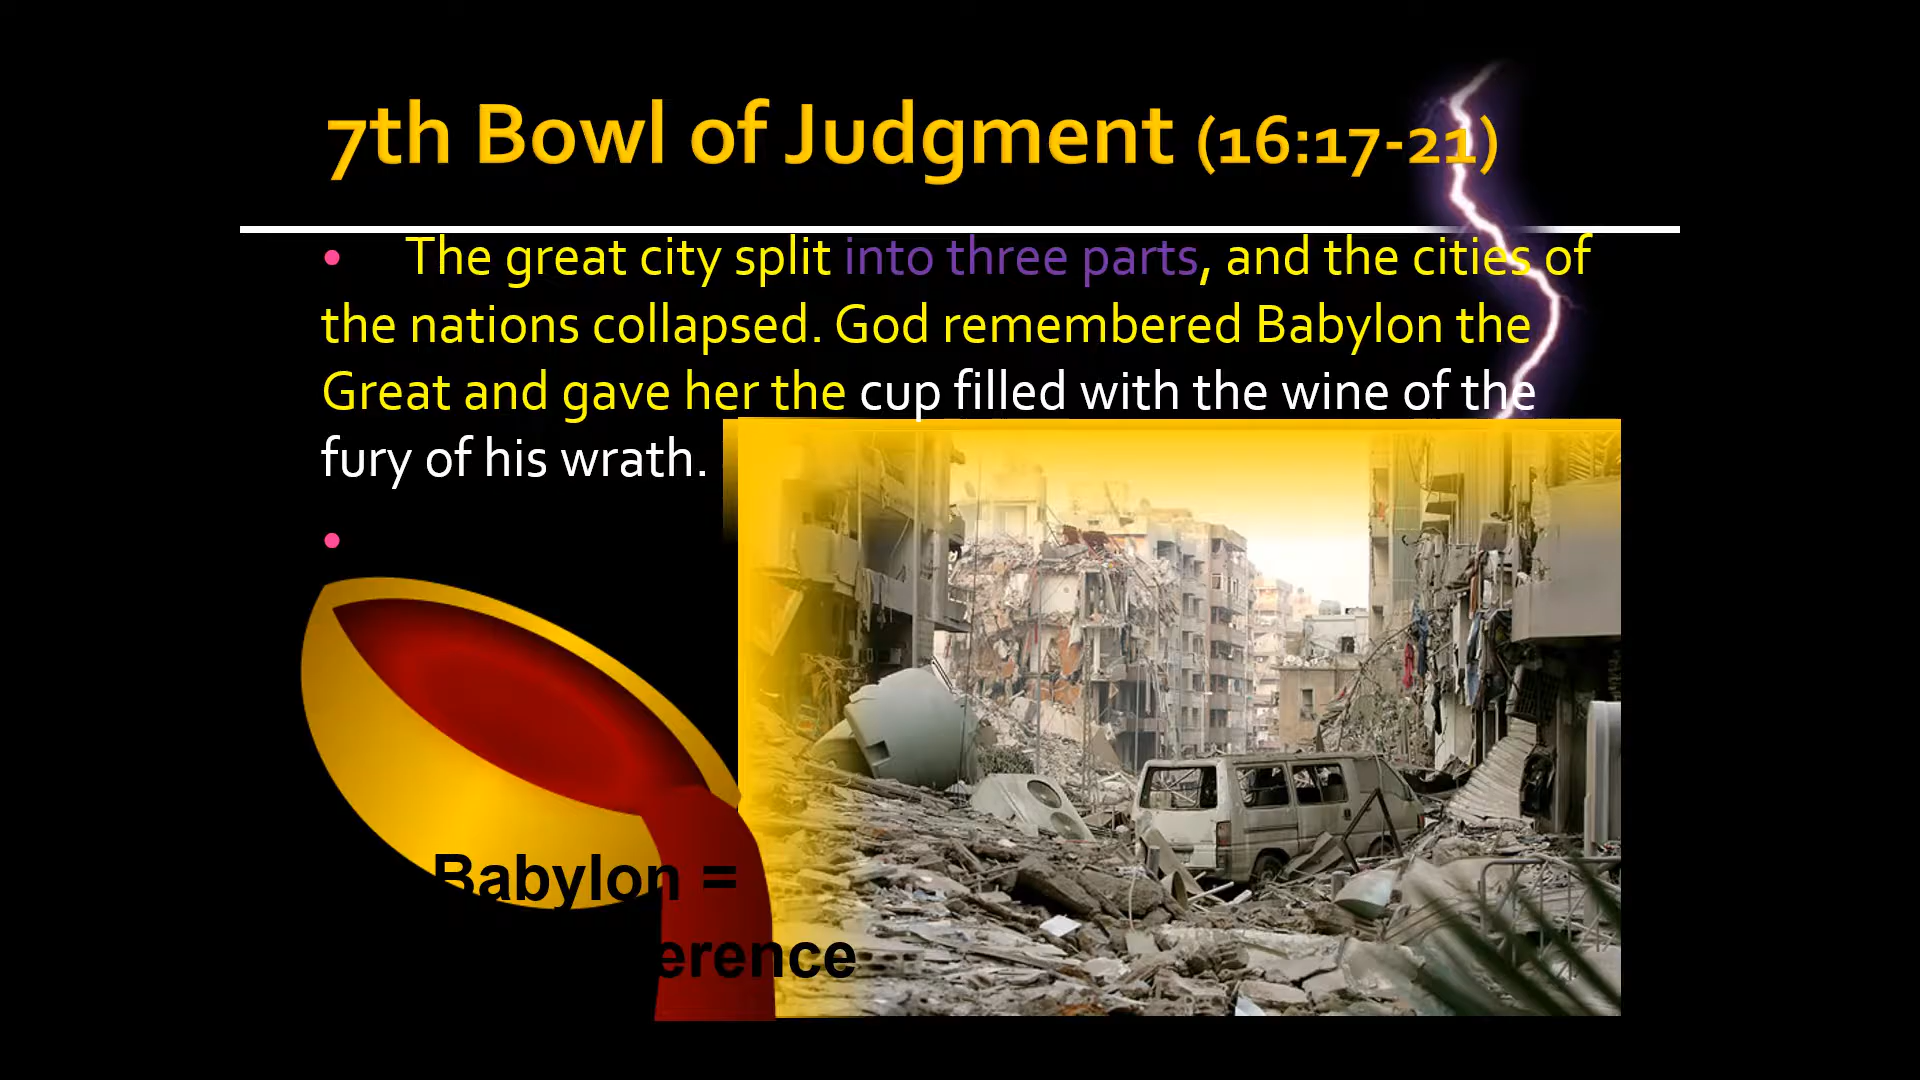 7th Bowl of Judgment (16:17-21)
• The great city split into three parts, and the cities of
the nations collapsed. God remembered Babylon the
Great and gave her the cup filled with the wine of the
fury of his wrath.
•
Babylon =